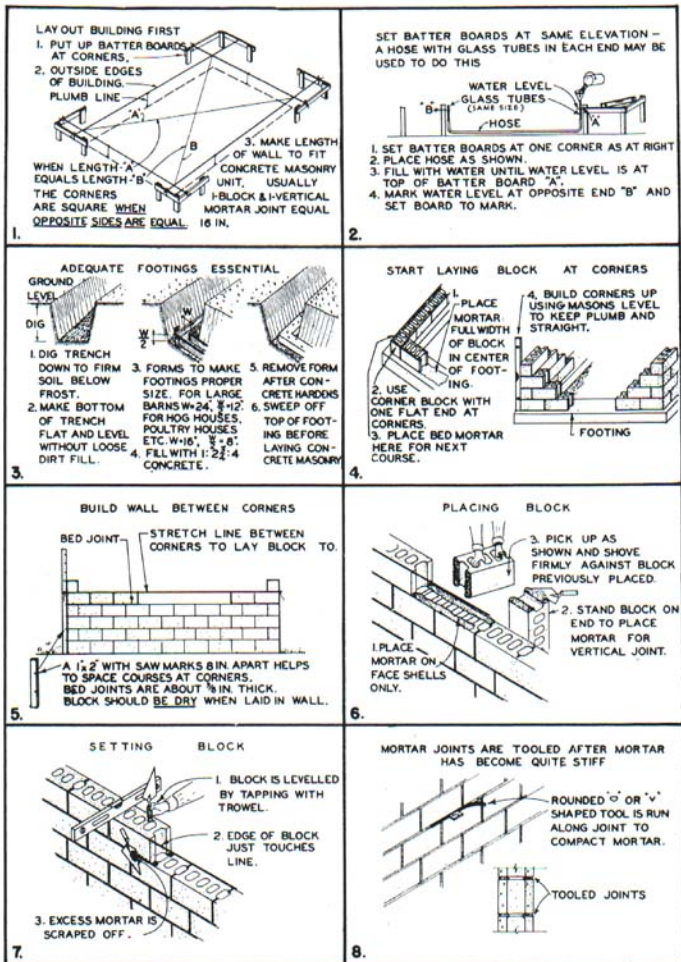 LAY OUT BUILDING FIRST
1. PUT UP BATTER BOARDS
AT CORNERS.
2. OUTSIDE EDGES
OF BUILDING.
PLUMB LINE
"A"
B
WHEN LENGTH-"A"
EQUALS LENGTH-"B"
THE CORNERS
ARE SQUARE WHEN
OPPOSITE SIDES ARE EQUAL.
3. MAKE LENGTH
OF WALL TO FIT
CONCRETE MASONRY
UNIT, USUALLY
1-BLOCK & 1-VERTICAL
MORTAR JOINT EQUAL
16 IN.
1.
SET BATTER BOARDS AT SAME ELEVATION –
A HOSE WITH GLASS TUBES IN EACH END MAY BE
USED TO DO THIS
WATER LEVEL
GLASS TUBES
(SAME SIZE)
"B"
"A"
HOSE
1. SET BATTER BOARDS AT ONE CORNER AS AT RIGHT
2. PLACE HOSE AS SHOWN.
3. FILL WITH WATER UNTIL WATER LEVEL IS AT
TOP OF BATTER BOARD "A".
4. MARK WATER LEVEL AT OPPOSITE END "B" AND
SET BOARD TO MARK.
2.
ADEQUATE FOOTINGS ESSENTIAL
GROUND
LEVEL
DIG
W
W/2
1. DIG TRENCH
DOWN TO FIRM
SOIL BELOW
FROST.
2. MAKE BOTTOM
OF TRENCH
FLAT AND LEVEL
WITHOUT LOOSE
DIRT FILL.
3. FORMS TO MAKE
FOOTINGS PROPER
SIZE. FOR LARGE
BARNS W=24", W/2=12"
FOR HOG HOUSES,
POULTRY HOUSES
ETC. W=16", W/2=8".
4. FILL WITH 1:2¾:4
CONCRETE.
5. REMOVE FORM
AFTER CON-
CRETE HARDENS
6. SWEEP OFF
TOP OF FOOT-
ING BEFORE
LAYING CON-
CRETE MASONRY
3.
START LAYING BLOCK AT CORNERS
1.
PLACE
MORTAR
FULL WIDTH
OF BLOCK
IN CENTER
OF FOOT-
ING.
2. USE
CORNER BLOCK WITH
ONE FLAT END AT
CORNERS.
3. PLACE BED MORTAR
HERE FOR NEXT
COURSE.
4. BUILD CORNERS UP
USING MASONS LEVEL
TO KEEP PLUMB AND
STRAIGHT.
FOOTING
4.
BUILD WALL BETWEEN CORNERS
BED JOINT
STRETCH LINE BETWEEN
CORNERS TO LAY BLOCK TO.
A 1"x 2" WITH SAW MARKS 8 IN. APART HELPS
TO SPACE COURSES AT CORNERS.
BED JOINTS ARE ABOUT ⅜ IN. THICK.
BLOCK SHOULD BE DRY WHEN LAID IN WALL.
5.
PLACING BLOCK
3. PICK UP AS
SHOWN AND SHOVE
FIRMLY AGAINST BLOCK
PREVIOUSLY PLACED.
2. STAND BLOCK ON
END TO PLACE
MORTAR FOR
VERTICAL JOINT.
1. PLACE
MORTAR ON
FACE SHELLS
ONLY.
6.
SETTING BLOCK
1. BLOCK IS LEVELLED
BY TAPPING WITH
TROWEL.
2. EDGE OF BLOCK
JUST TOUCHES
LINE.
3. EXCESS MORTAR IS
SCRAPED OFF.
7.
MORTAR JOINTS ARE TOOLED AFTER MORTAR
HAS BECOME QUITE STIFF
ROUNDED OR "V"
SHAPED TOOL IS RUN
ALONG JOINT TO
COMPACT MORTAR.
TOOLED JOINTS
8.